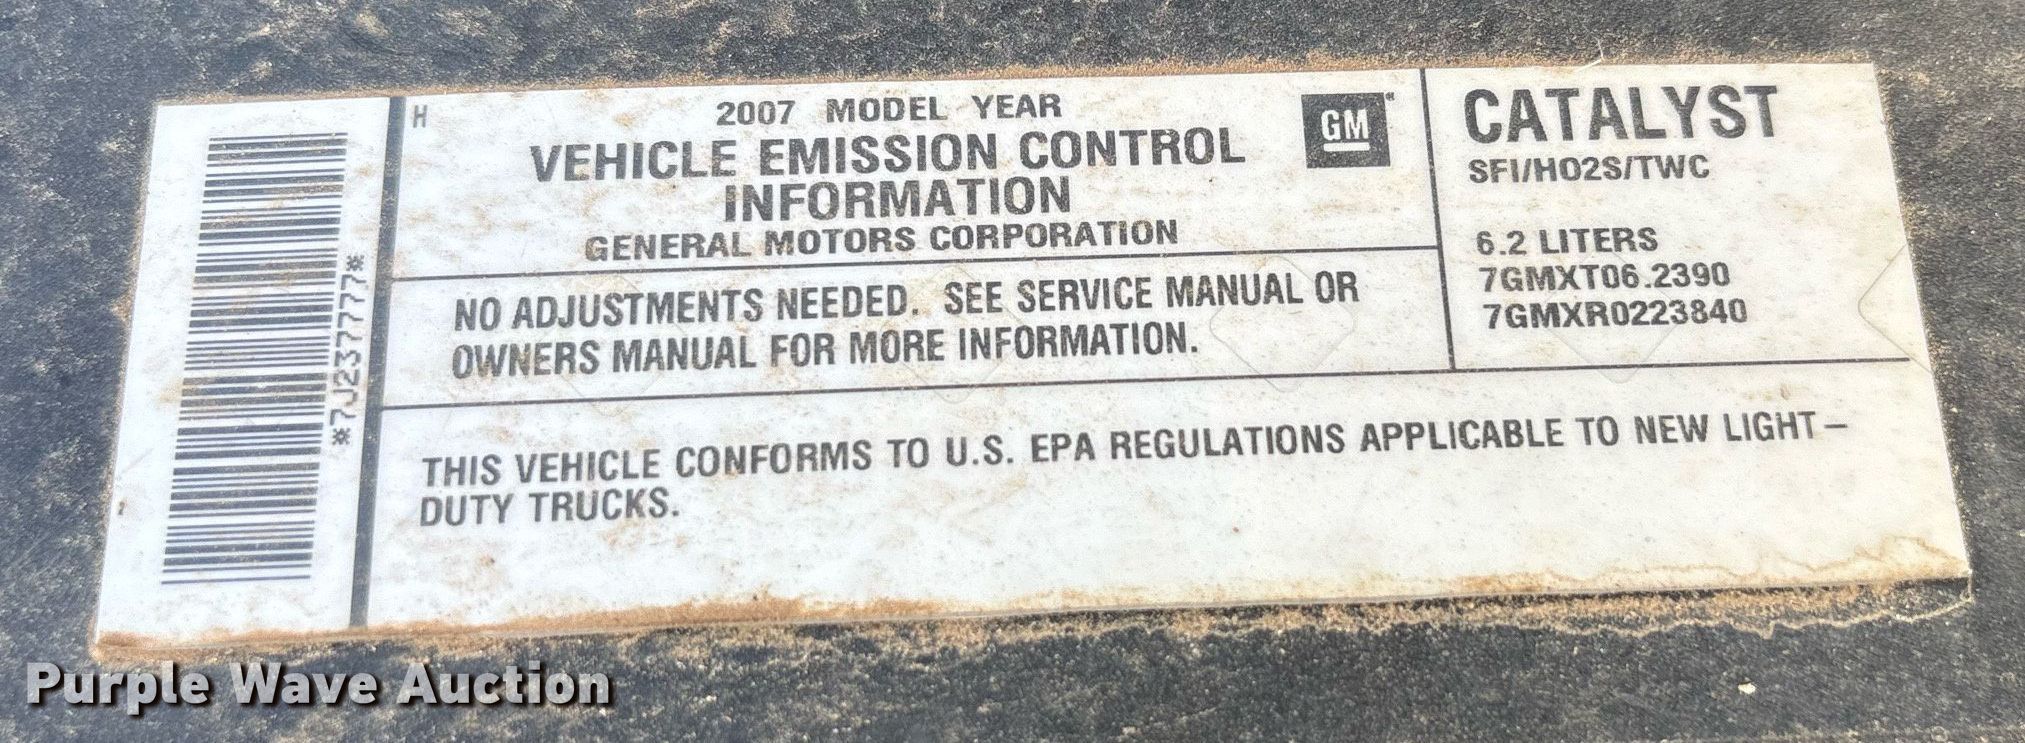 *7J237777*
H
2007 MODEL YEAR
VEHICLE EMISSION CONTROL
INFORMATION
GENERAL MOTORS CORPORATION
GM
NO ADJUSTMENTS NEEDED. SEE SERVICE MANUAL OR
OWNERS MANUAL FOR MORE INFORMATION.
CATALYST
SFI/HO2S/TWC
6.2 LITERS
7GMXT06.2390
7GMXR0223840
THIS VEHICLE CONFORMS TO U.S. EPA REGULATIONS APPLICABLE TO NEW LIGHT–
DUTY TRUCKS.
Purple Wave Auction